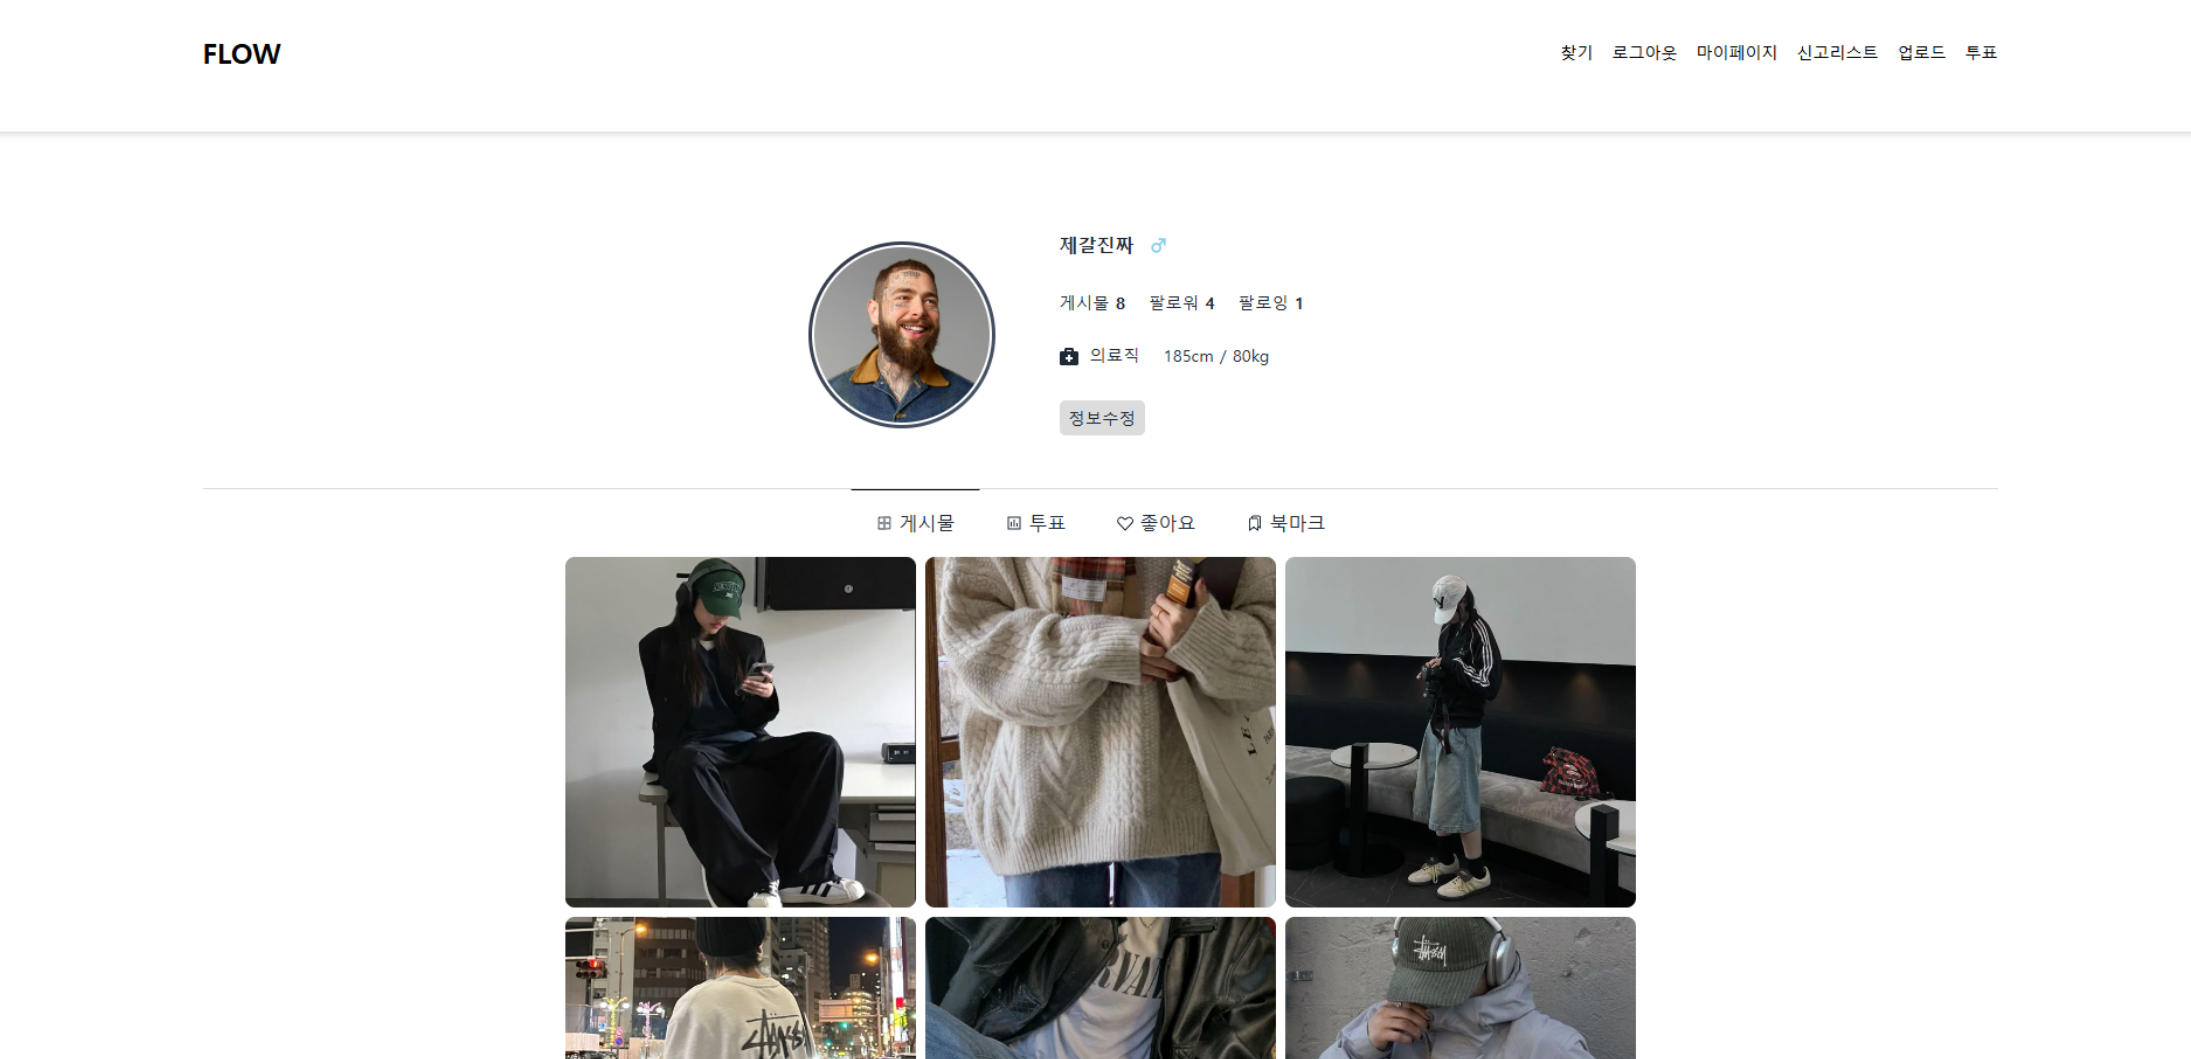 FLOW
찾기 로그아웃 마이페이지 신고리스트 업로드 투표
제갈진짜
게시물 8 팔로워 4 팔로잉 1
의료직 185cm / 80kg
정보수정
게시물 투표 좋아요 북마크